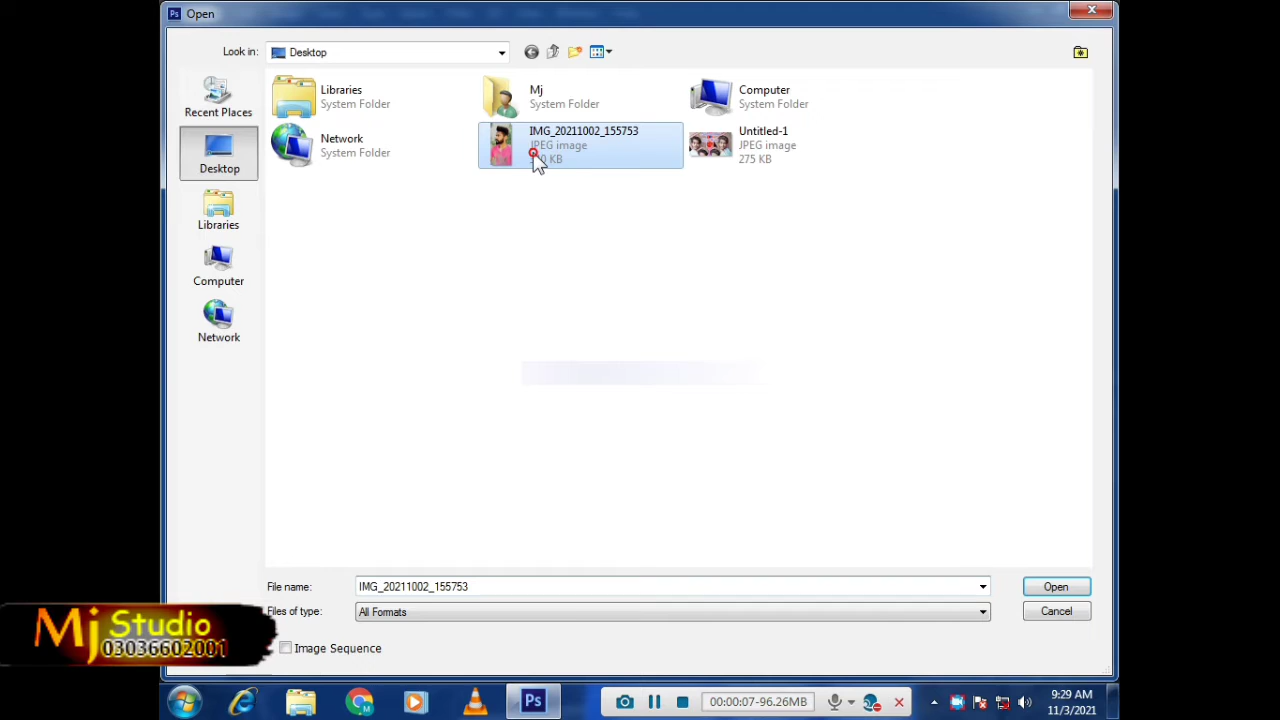 Ps Open
Look in: Desktop
Recent Places
Desktop
Libraries
Computer
Network
Libraries
System Folder
Mj
System Folder
Computer
System Folder
Network
System Folder
IMG_20211002_155753
JPEG image
KB
Untitled-1
JPEG image
275 KB
File name: IMG_20211002_155753 Open
Files of type: All Formats Cancel
Image Sequence
Mj Studio
03036602001
Ps
00:00:07-96.26MB
9:29 AM
11/3/2021